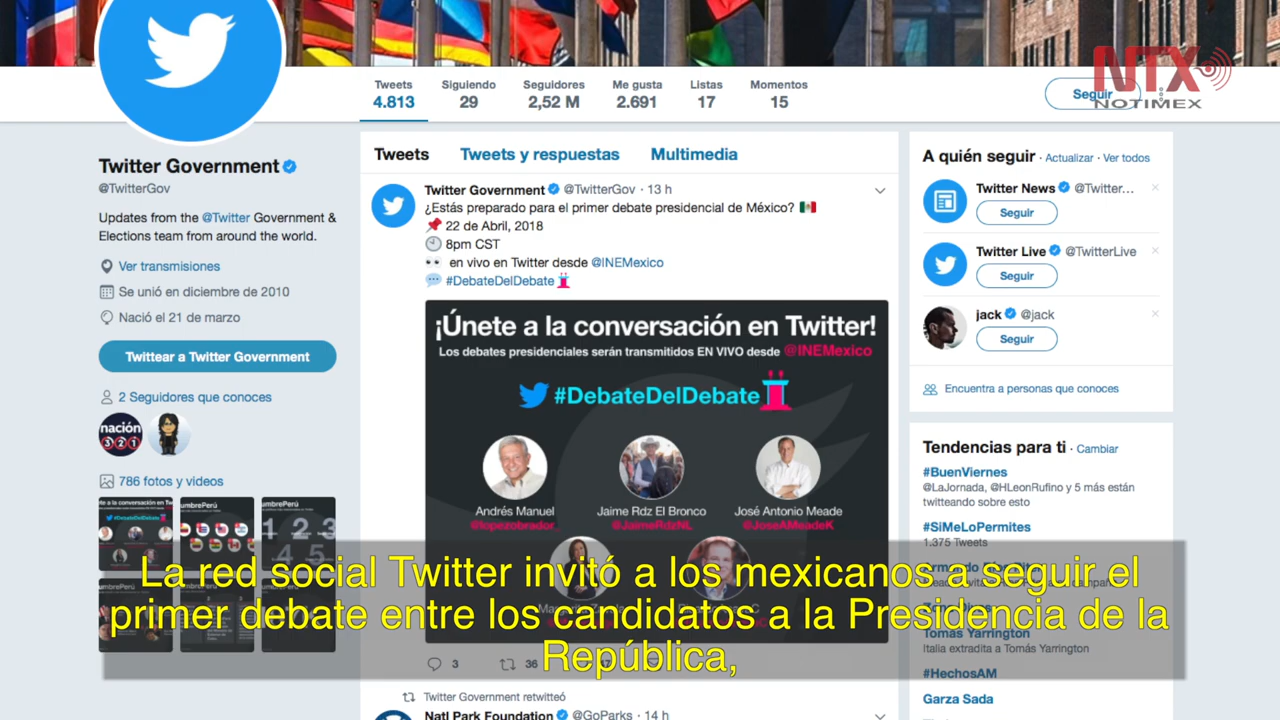 NTX
NOTIMEX
Tweets
4.813
Siguiendo
29
Seguidores
2,52 M
Me gusta
2.691
Listas
17
Momentos
15
Seguir
Twitter Government
@TwitterGov
Updates from the @Twitter Government &
Elections team from around the world.
Ver transmisiones
Se unió en diciembre de 2010
Nació el 21 de marzo
Twittear a Twitter Government
2 Seguidores que conoces
nación
321
786 fotos y videos
Tweets Tweets y respuestas Multimedia
Twitter Government @TwitterGov · 13 h
¿Estás preparado para el primer debate presidencial de México?
22 de Abril, 2018
8pm CST
en vivo en Twitter desde @INEMexico
#DebateDelDebate
¡Únete a la conversación en Twitter!
Los debates presidenciales serán transmitidos EN VIVO desde @INEMexico
#DebateDelDebate
Andrés Manuel
@lopezobrador_
Jaime Rdz El Bronco
@JaimeRdzNL
José Antonio Meade
@JoseAMeadeK
3
36
Twitter Government retwitteó
Natl Park Foundation @GoParks · 14 h
A quién seguir · Actualizar · Ver todos
Twitter News @Twitter...
Seguir
Twitter Live @TwitterLive
Seguir
jack @jack
Seguir
Encuentra a personas que conoces
Tendencias para ti · Cambiar
#BuenViernes
@LaJornada, @HLeonRufino y 5 más están
twitteando sobre esto
#SiMeLoPermites
1.375 Tweets
Tomas Yarrington
Italia extradita a Tomás Yarrington
#HechosAM
Garza Sada
La red social Twitter invitó a los mexicanos a seguir el
primer debate entre los candidatos a la Presidencia de la
República,